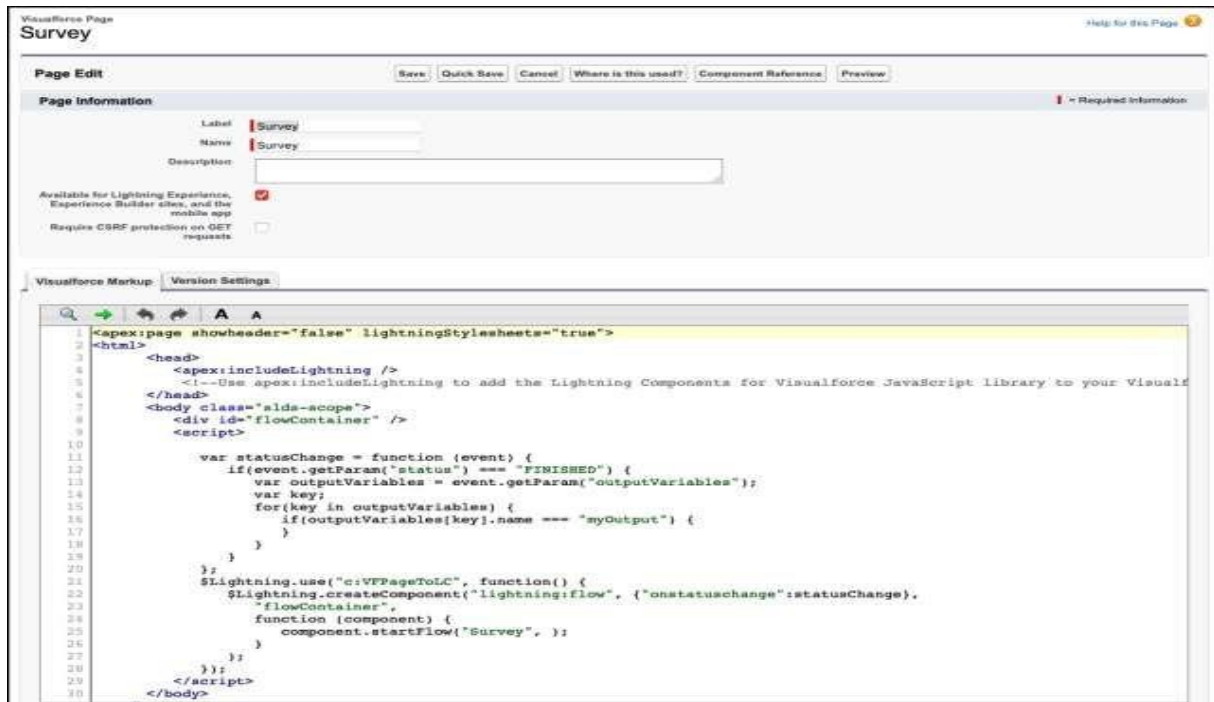 Visualforce Page
Survey
Help for this Page
Page Edit
Save Quick Save Cancel Where is this used? Component Reference Preview
Page Information
= Required Information
Label Survey
Name Survey
Description
Available for Lightning Experience,
Experience Builder sites, and the
mobile app
Require CSRF protection on GET
requests
Visualforce Markup Version Settings
A A
1 <apex:page showheader="false" lightningStylesheets="true">
2 <html>
3 <head>
4 <apex:includeLightning />
5 <!--Use apex:includeLightning to add the Lightning Components for Visualforce JavaScript library to your Visualf
6 </head>
7 <body class="slds-scope">
8 <div id="flowContainer" />
9 <script>
10
11 var statusChange = function (event) {
12 if(event.getParam("status") === "FINISHED") {
13 var outputVariables = event.getParam("outputVariables");
14 var key;
15 for(key in outputVariables) {
16 if(outputVariables[key].name === "myOutput") {
17 }
18 }
19 }
20 };
21 $Lightning.use("c:VFPageToLC", function() {
22 $Lightning.createComponent("lightning:flow", {"onstatuschange":statusChange},
23 "flowContainer",
24 function (component) {
25 component.startFlow("Survey", );
26 }
27 );
28 });
29 </script>
30 </body>